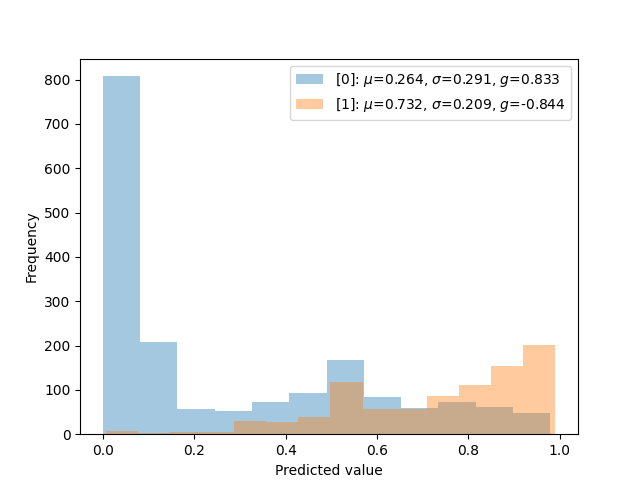 [0]: μ=0.264, σ=0.291, g=0.833
[1]: μ=0.732, σ=0.209, g=-0.844
800
700
600
500
400
300
200
100
0
Frequency
0.0 0.2 0.4 0.6 0.8 1.0
Predicted value